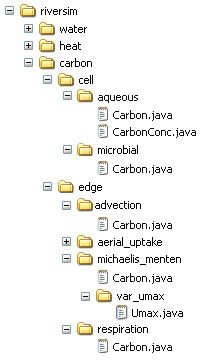 riversim
water
heat
carbon
cell
aqueous
Carbon.java
CarbonConc.java
microbial
Carbon.java
edge
advection
Carbon.java
aerial_uptake
michaelis_menten
Carbon.java
var_umax
Umax.java
respiration
Carbon.java